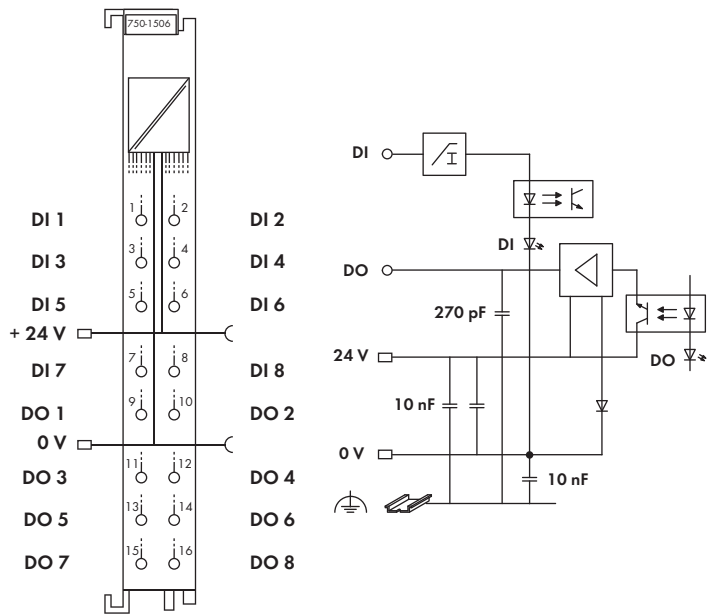 750-1506
1 2
DI 1 DI 2
3 4
DI 3 DI 4
5 6
DI 5 DI 6
+ 24 V
7 8
DI 7 DI 8
9 10
DO 1 DO 2
0 V
11 12
DO 3 DO 4
13 14
DO 5 DO 6
15 16
DO 7 DO 8
DI
I
DI
DO
270 pF
24 V
DO
10 nF
0 V
10 nF